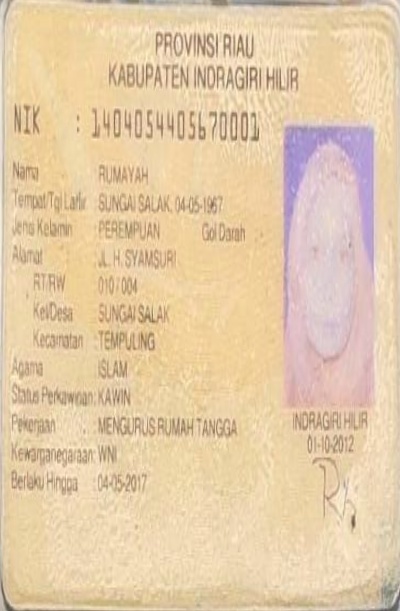 PROVINSI RIAU
KABUPATEN INDRAGIRI HILIR
NIK : 1404054405670001
Nama RUMAYAH
Tempat/Tgl Lahir SUNGAI SALAK, 04-05-1967
Jenis Kelamin PEREMPUAN Gol Darah
Alamat JL. H. SYAMSURI
RT/RW 010/004
Kel/Desa SUNGAI SALAK
Kecamatan : TEMPULING
Agama ISLAM
Status Perkawinan: KAWIN
Pekerjaan : MENGURUS RUMAH TANGGA
Kewarganegaraan: WNI
Berlaku Hingga : 04-05-2017
INDRAGIRI HILIR
01-10-2012